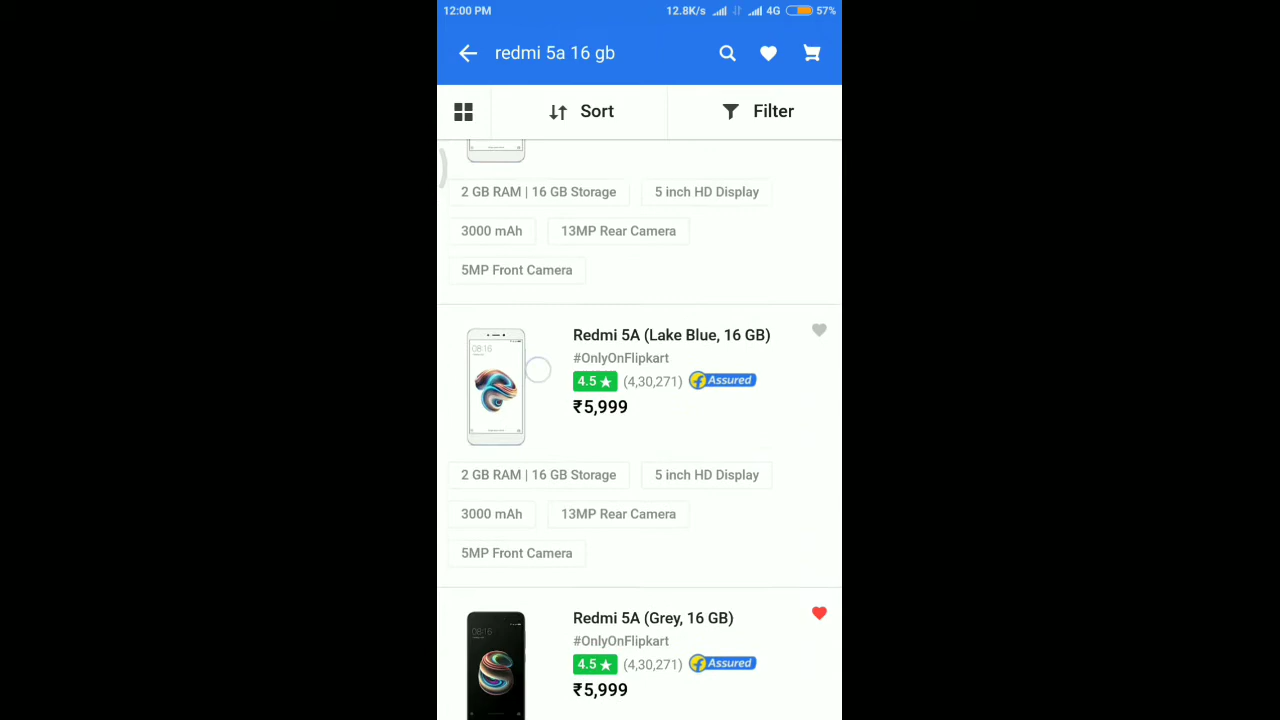 12:00 PM 12.8K/s 4G 57%
redmi 5a 16 gb
Sort Filter
2 GB RAM | 16 GB Storage 5 inch HD Display
3000 mAh 13MP Rear Camera
5MP Front Camera
Redmi 5A (Lake Blue, 16 GB)
#OnlyOnFlipkart
4.5 (4,30,271) Assured
₹5,999
08:16
2 GB RAM | 16 GB Storage 5 inch HD Display
3000 mAh 13MP Rear Camera
5MP Front Camera
Redmi 5A (Grey, 16 GB)
08:16
#OnlyOnFlipkart
4.5 (4,30,271) Assured
₹5,999